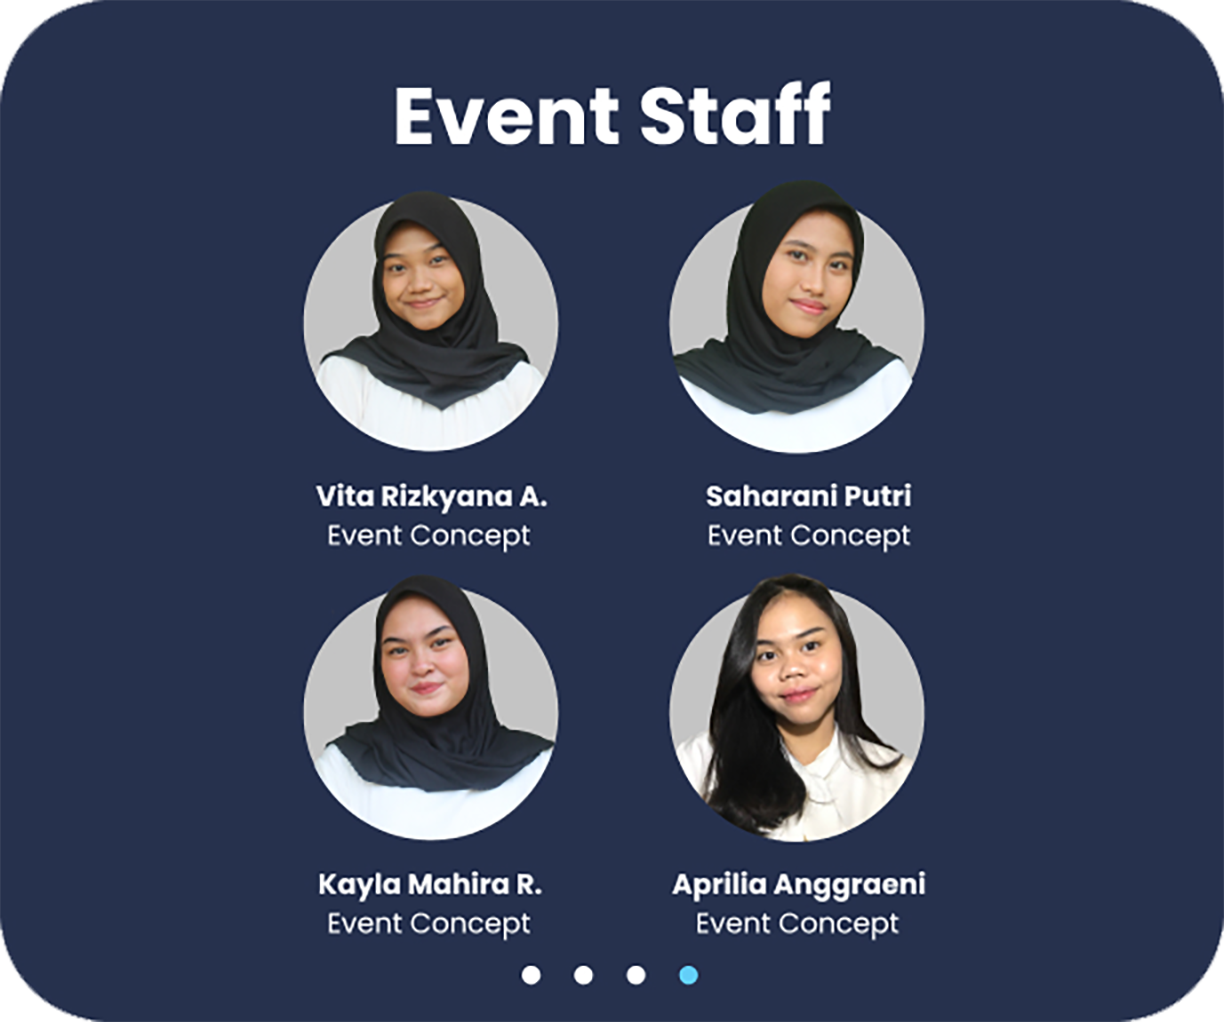 Event Staff
Vita Rizkyana A.
Event Concept
Saharani Putri
Event Concept
Kayla Mahira R.
Event Concept
Aprilia Anggraeni
Event Concept